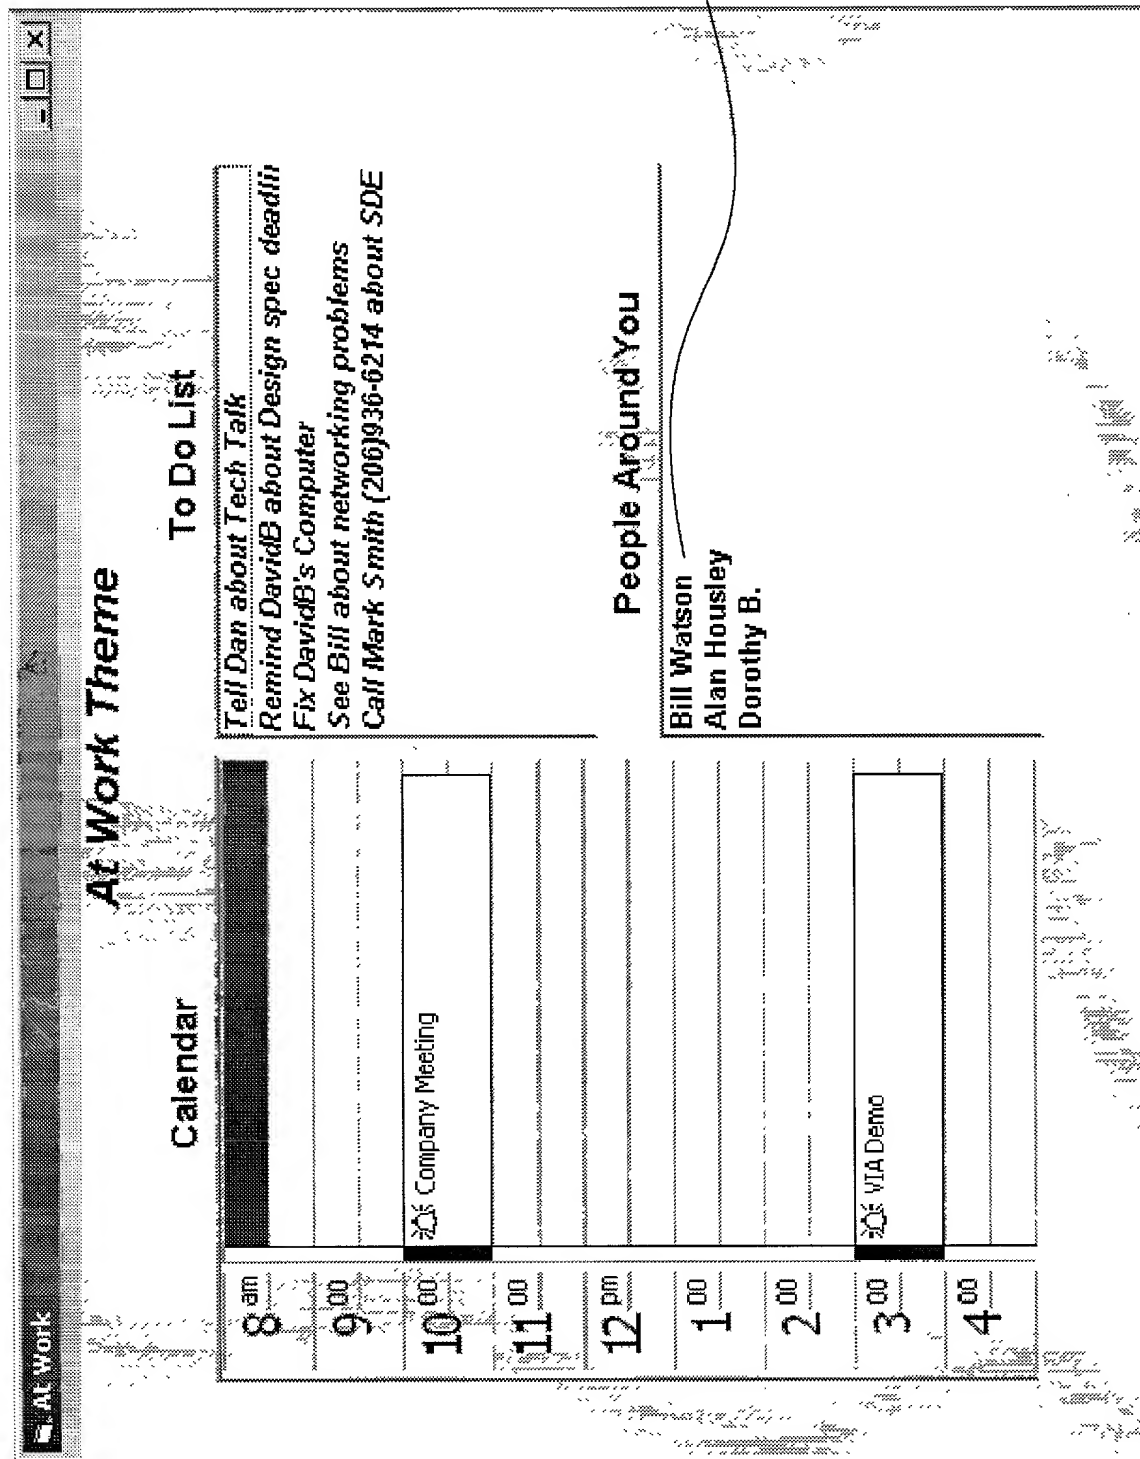 At Work
At Work Theme
Calendar
8 am
9 00
10 00
Company Meeting
11 00
12 pm
1 00
2 00
3 00
VIA Demo
4 00
To Do List
Tell Dan about Tech Talk
Remind DavidB about Design spec deadlin
Fix DavidB's Computer
See Bill about networking problems
Call Mark Smith (206)936-6214 about SDE
People Around You
Bill Watson
Alan Housley
Dorothy B.